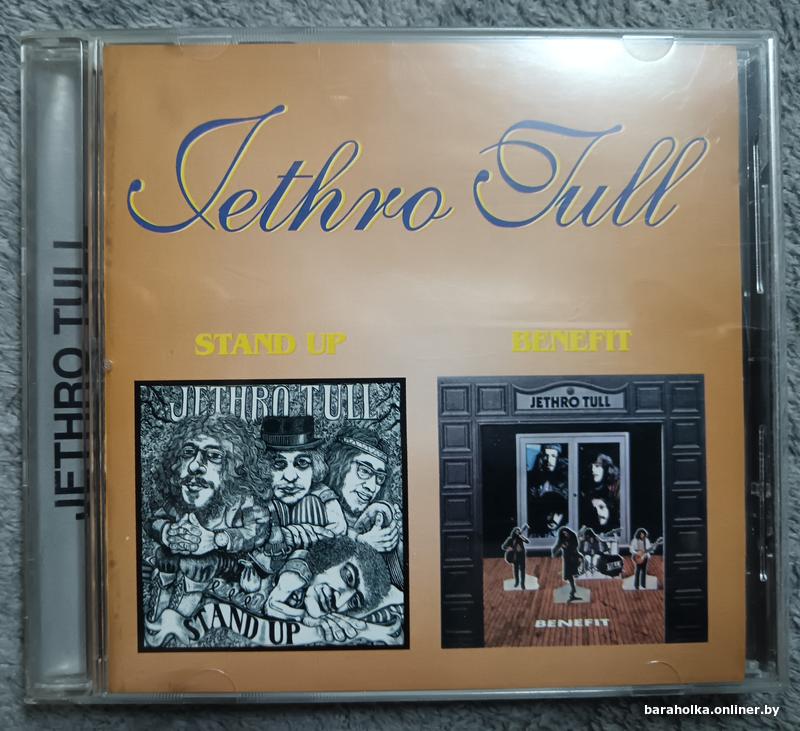 Jethro Tull
JETHRO TULL
STAND UP
BENEFIT
JETHRO TULL
STAND UP
JETHRO TULL
BENEFIT
baraholka.onliner.by